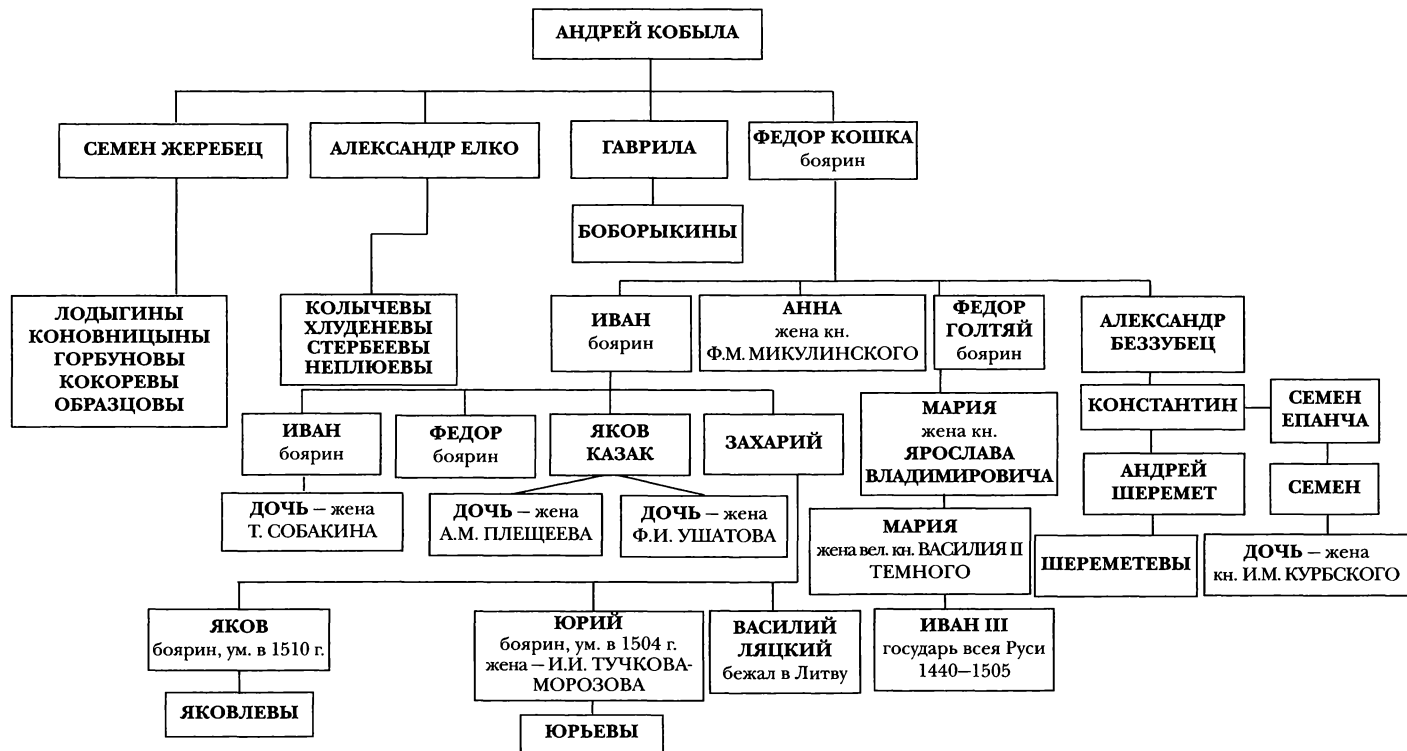 АНДРЕЙ КОБЫЛА
СЕМЕН ЖЕРЕБЕЦ
АЛЕКСАНДР ЕЛКО
ГАВРИЛА
ФЕДОР КОШКА
боярин
БОБОРЫКИНЫ
ЛОДЫГИНЫ
КОНОВНИЦЫНЫ
ГОРБУНОВЫ
КОКОРЕВЫ
ОБРАЗЦОВЫ
КОЛЫЧЕВЫ
ХЛУДЕНЕВЫ
СТЕРБЕЕВЫ
НЕПЛЮЕВЫ
ИВАН
боярин
АННА
жена кн.
Ф.М. МИКУЛИНСКОГО
ФЕДОР
ГОЛТЯЙ
боярин
АЛЕКСАНДР
БЕЗЗУБЕЦ
ИВАН
боярин
ФЕДОР
боярин
ЯКОВ
КАЗАК
ЗАХАРИЙ
МАРИЯ
жена кн.
ЯРОСЛАВА
ВЛАДИМИРОВИЧА
КОНСТАНТИН
СЕМЕН
ЕПАНЧА
АНДРЕЙ
ШЕРЕМЕТ
СЕМЕН
ДОЧЬ – жена
Т. СОБАКИНА
ДОЧЬ – жена
А.М. ПЛЕЩЕЕВА
ДОЧЬ – жена
Ф.И. УШАТОВА
МАРИЯ
жена вел. кн. ВАСИЛИЯ II
ТЕМНОГО
ШЕРЕМЕТЕВЫ
ДОЧЬ – жена
кн. И.М. КУРБСКОГО
ЯКОВ
боярин, ум. в 1510 г.
ЮРИЙ
боярин, ум. в 1504 г.
жена – И.И. ТУЧКОВА-
МОРОЗОВА
ВАСИЛИЙ
ЛЯЦКИЙ
бежал в Литву
ИВАН III
государь всея Руси
1440–1505
ЯКОВЛЕВЫ
ЮРЬЕВЫ